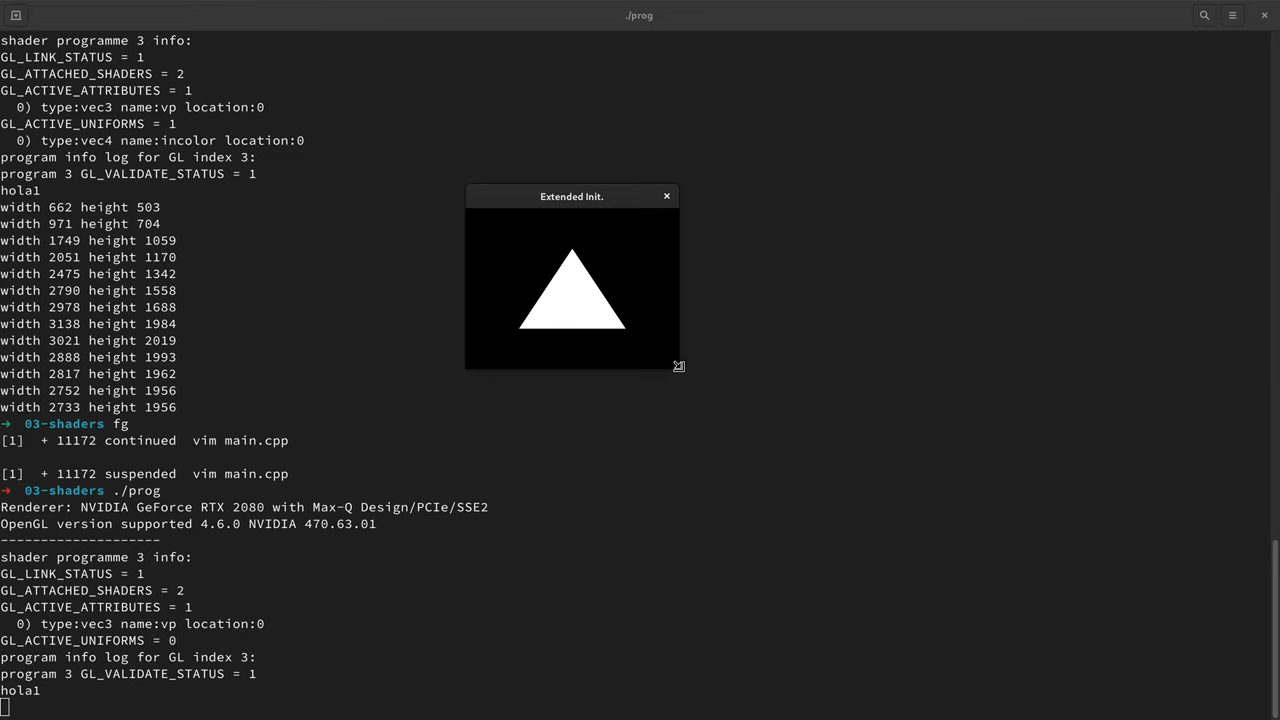 ./prog
shader programme 3 info:
GL_LINK_STATUS = 1
GL_ATTACHED_SHADERS = 2
GL_ACTIVE_ATTRIBUTES = 1
  0) type:vec3 name:vp location:0
GL_ACTIVE_UNIFORMS = 1
  0) type:vec4 name:incolor location:0
program info log for GL index 3:
program 3 GL_VALIDATE_STATUS = 1
hola1
width 662 height 503
width 971 height 704
width 1749 height 1059
width 2051 height 1170
width 2475 height 1342
width 2790 height 1558
width 2978 height 1688
width 3138 height 1984
width 3021 height 2019
width 2888 height 1993
width 2817 height 1962
width 2752 height 1956
width 2733 height 1956
➜  03-shaders fg
[1]  + 11172 continued  vim main.cpp
[1]  + 11172 suspended  vim main.cpp
➜  03-shaders ./prog
Renderer: NVIDIA GeForce RTX 2080 with Max-Q Design/PCIe/SSE2
OpenGL version supported 4.6.0 NVIDIA 470.63.01
--------------------
shader programme 3 info:
GL_LINK_STATUS = 1
GL_ATTACHED_SHADERS = 2
GL_ACTIVE_ATTRIBUTES = 1
  0) type:vec3 name:vp location:0
GL_ACTIVE_UNIFORMS = 0
program info log for GL index 3:
program 3 GL_VALIDATE_STATUS = 1
hola1
Extended Init.